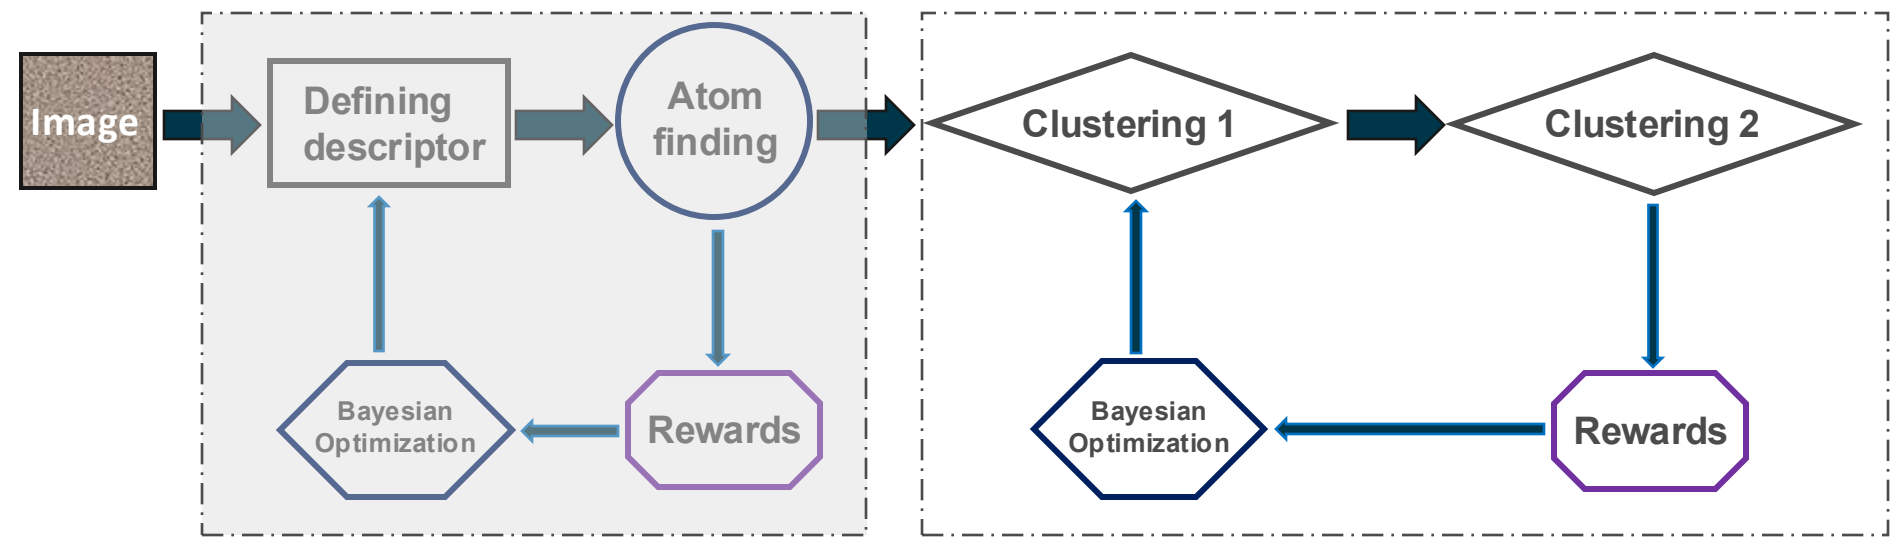 Image
Defining
descriptor
Atom
finding
Clustering 1
Clustering 2
Bayesian
Optimization
Rewards
Bayesian
Optimization
Rewards